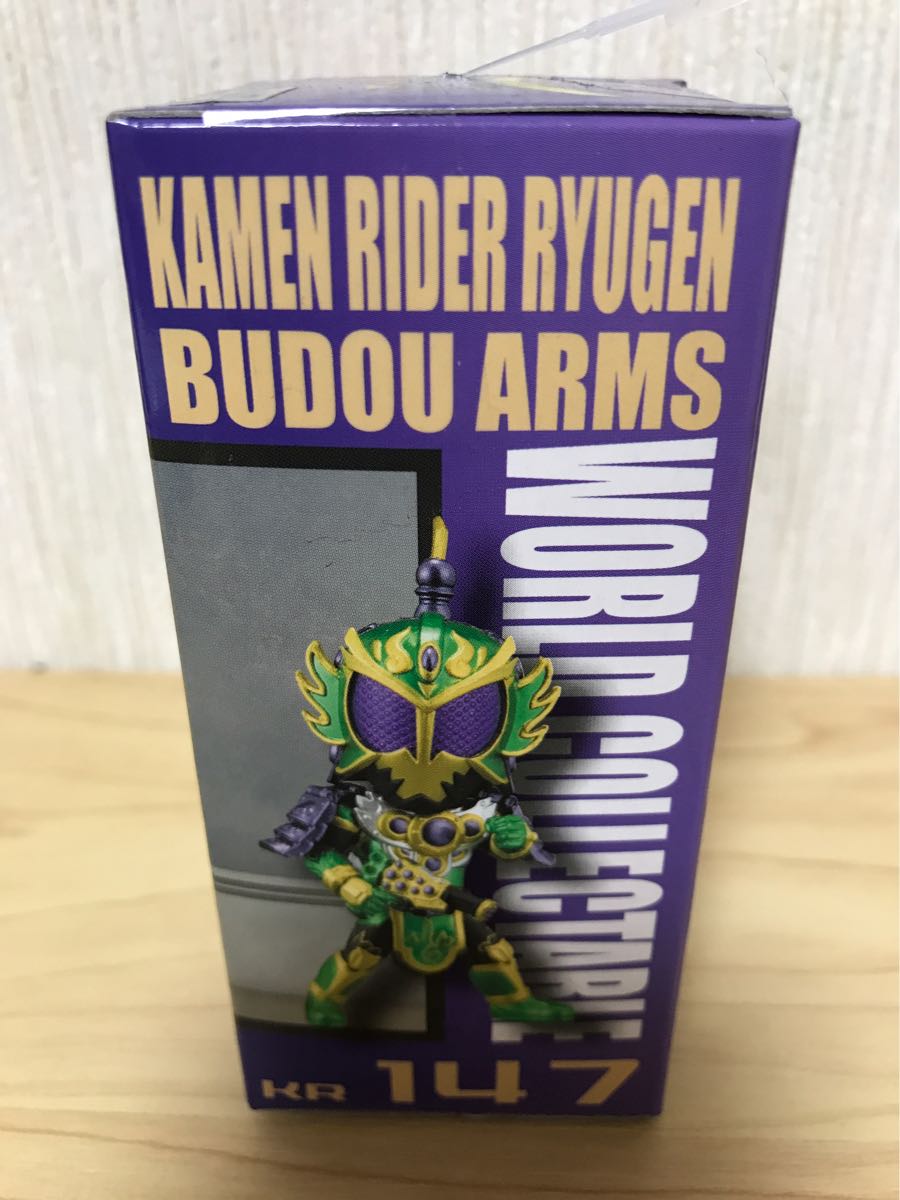 KAMEN RIDER RYUGEN
BUDOU ARMS
WORLD COLLECTABLE
KR 147